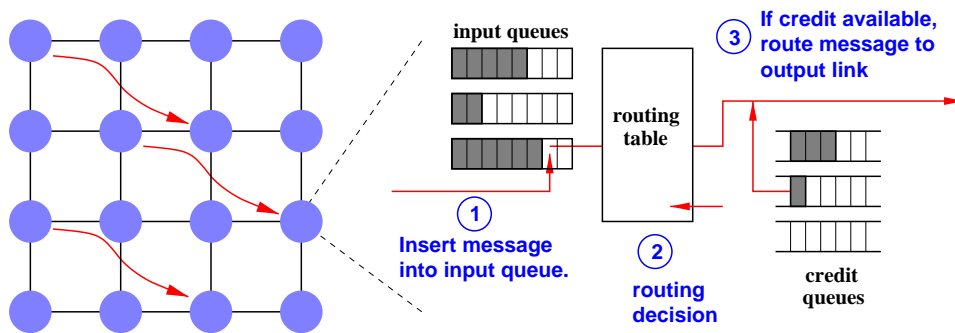 input queues
3
If credit available,
route message to
output link
routing
table
1
Insert message
into input queue.
2
routing
decision
credit
queues